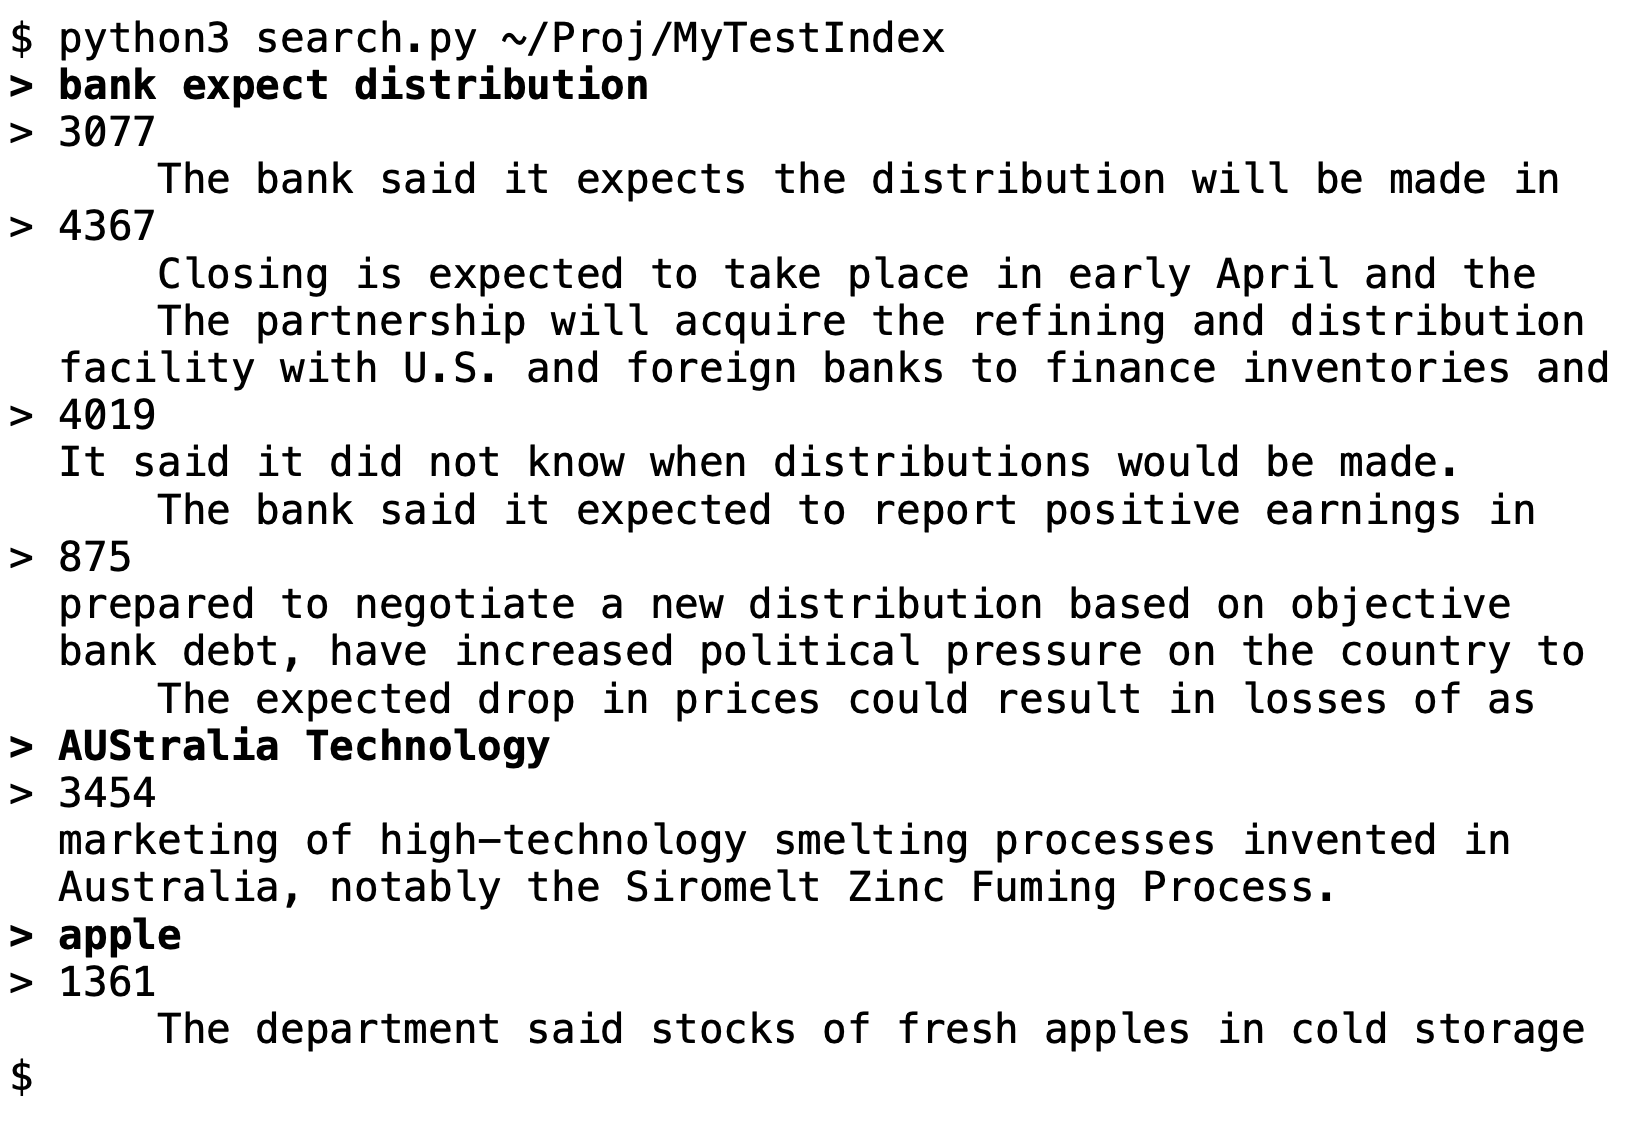 $ python3 search.py ~/Proj/MyTestIndex
> bank expect distribution
> 3077
      The bank said it expects the distribution will be made in
> 4367
      Closing is expected to take place in early April and the
      The partnership will acquire the refining and distribution
  facility with U.S. and foreign banks to finance inventories and
> 4019
  It said it did not know when distributions would be made.
      The bank said it expected to report positive earnings in
> 875
  prepared to negotiate a new distribution based on objective
  bank debt, have increased political pressure on the country to
      The expected drop in prices could result in losses of as
> AUStralia Technology
> 3454
  marketing of high-technology smelting processes invented in
  Australia, notably the Siromelt Zinc Fuming Process.
> apple
> 1361
      The department said stocks of fresh apples in cold storage
$